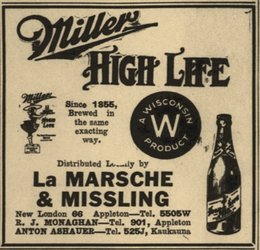 Miller
HIGH LIFE
Since 1855,
Brewed in
the same
exacting
way.
A WISCONSIN
W
PRODUCT
Distributed by
La MARSCHE
& MISSLING
New London 66 Appleton—Tel. 5505W
R. J. MONAGHAN—Tel. 901, Appleton
ANTON ASHAUER—Tel. 525J, Kaukauna